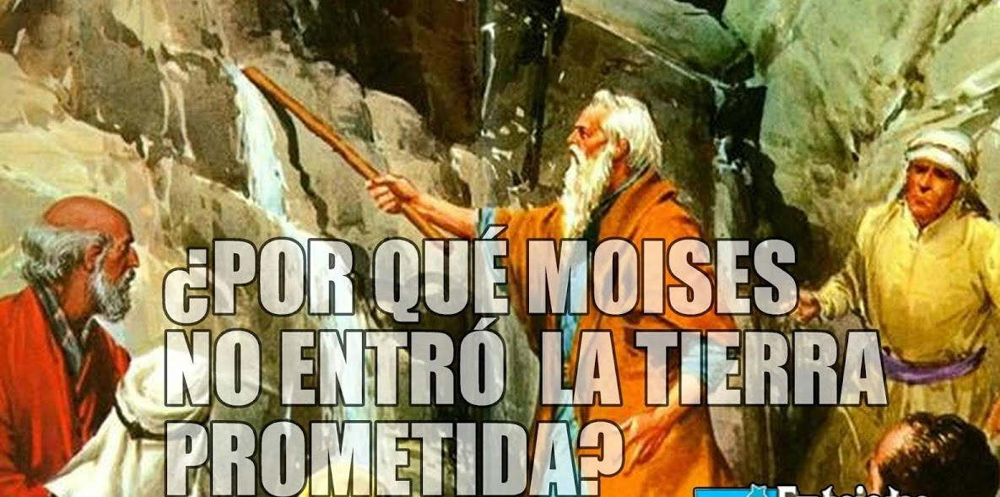 ¿POR QUÉ MOISES
NO ENTRÓ LA TIERRA
PROMETIDA?